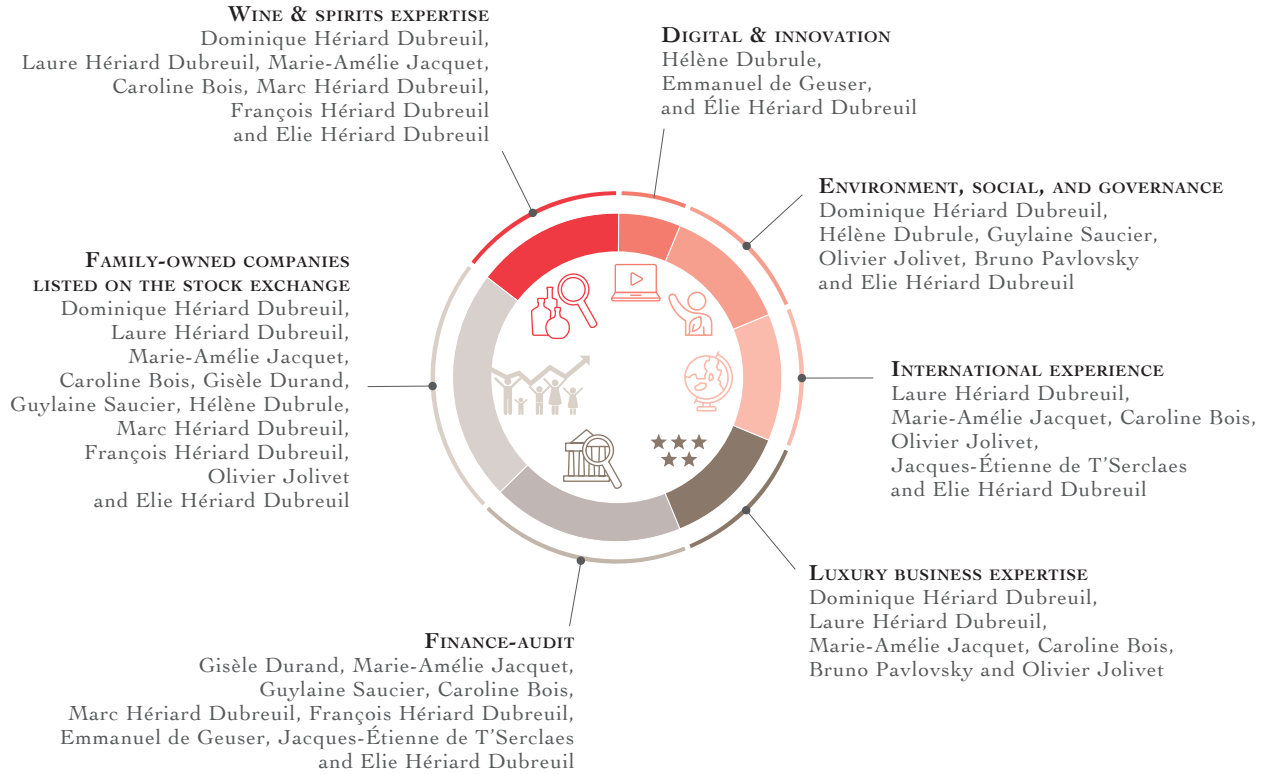 Wine & spirits expertise
Dominique Hériard Dubreuil,
Laure Hériard Dubreuil, Marie-Amélie Jacquet,
Caroline Bois, Marc Hériard Dubreuil,
François Hériard Dubreuil
and Elie Hériard Dubreuil
Digital & innovation
Hélène Dubrule,
Emmanuel de Geuser,
and Élie Hériard Dubreuil
Environment, social, and governance
Dominique Hériard Dubreuil,
Hélène Dubrule, Guylaine Saucier,
Olivier Jolivet, Bruno Pavlovsky
and Elie Hériard Dubreuil
Family-owned companies
listed on the stock exchange
Dominique Hériard Dubreuil,
Laure Hériard Dubreuil,
Marie-Amélie Jacquet,
Caroline Bois, Gisèle Durand,
Guylaine Saucier, Hélène Dubrule,
Marc Hériard Dubreuil,
François Hériard Dubreuil,
Olivier Jolivet
and Elie Hériard Dubreuil
International experience
Laure Hériard Dubreuil,
Marie-Amélie Jacquet, Caroline Bois,
Olivier Jolivet,
Jacques-Étienne de T'Serclaes
and Elie Hériard Dubreuil
Luxury business expertise
Dominique Hériard Dubreuil,
Laure Hériard Dubreuil,
Marie-Amélie Jacquet, Caroline Bois,
Bruno Pavlovsky and Olivier Jolivet
Finance-audit
Gisèle Durand, Marie-Amélie Jacquet,
Guylaine Saucier, Caroline Bois,
Marc Hériard Dubreuil, François Hériard Dubreuil,
Emmanuel de Geuser, Jacques-Étienne de T'Serclaes
and Elie Hériard Dubreuil